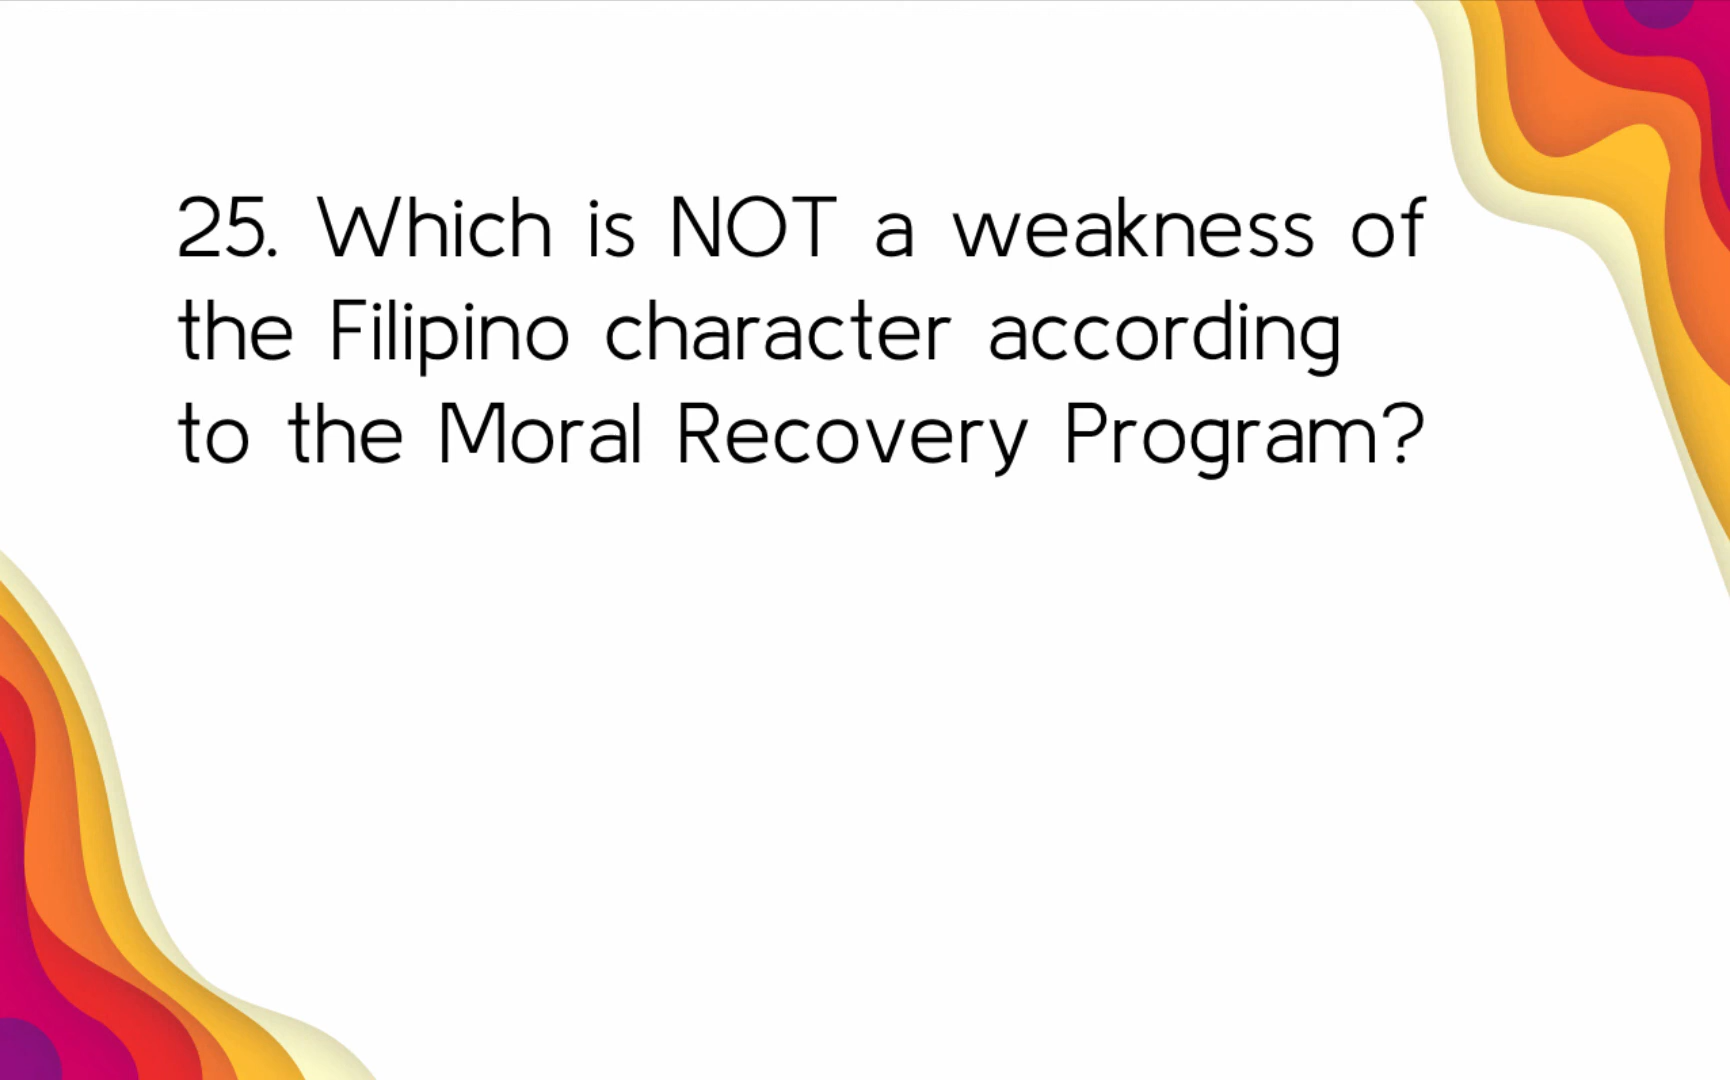 25. Which is NOT a weakness of
the Filipino character according
to the Moral Recovery Program?